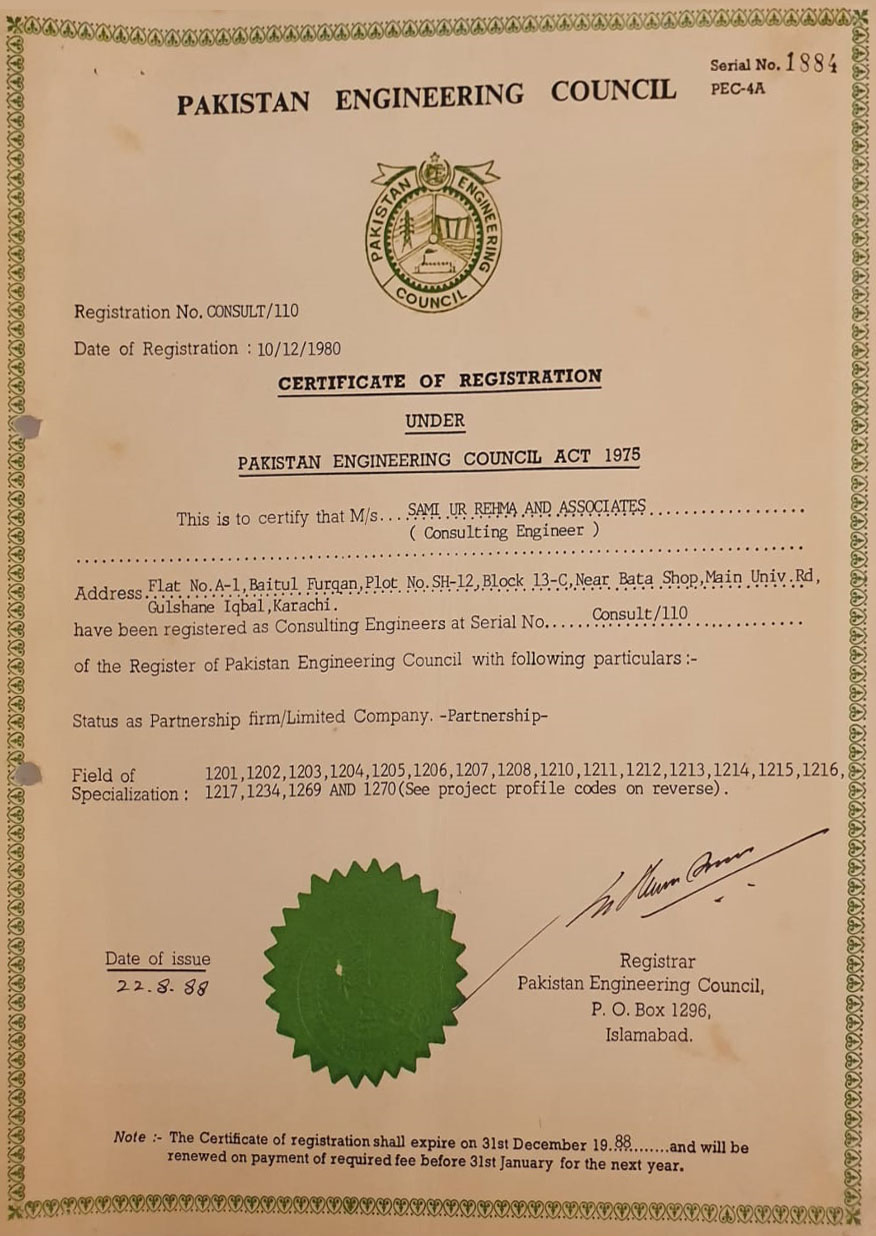 Serial No. 1884
PEC-4A
PAKISTAN ENGINEERING COUNCIL
PAKISTAN ENGINEERING
COUNCIL
Registration No. CONSULT/110
Date of Registration : 10/12/1980
CERTIFICATE OF REGISTRATION
UNDER
PAKISTAN ENGINEERING COUNCIL ACT 1975
This is to certify that M/s....SAMI UR REHMA AND ASSOCIATES....................
( Consulting Engineer )
Address.Flat No.A-1,Baitul Furqan,Plot No.SH-12,Block 13-C,Near Bata Shop,Main Univ.Rd,
Gulshane Iqbal,Karachi.
have been registered as Consulting Engineers at Serial No......Consult/110...............
of the Register of Pakistan Engineering Council with following particulars :-
Status as Partnership firm/Limited Company. -Partnership-
Field of 1201,1202,1203,1204,1205,1206,1207,1208,1210,1211,1212,1213,1214,1215,1216,
Specialization : 1217,1234,1269 AND 1270(See project profile codes on reverse).
Date of issue
22.8.88
Registrar
Pakistan Engineering Council,
P. O. Box 1296,
Islamabad.
Note :- The Certificate of registration shall expire on 31st December 19..88........and will be
renewed on payment of required fee before 31st January for the next year.